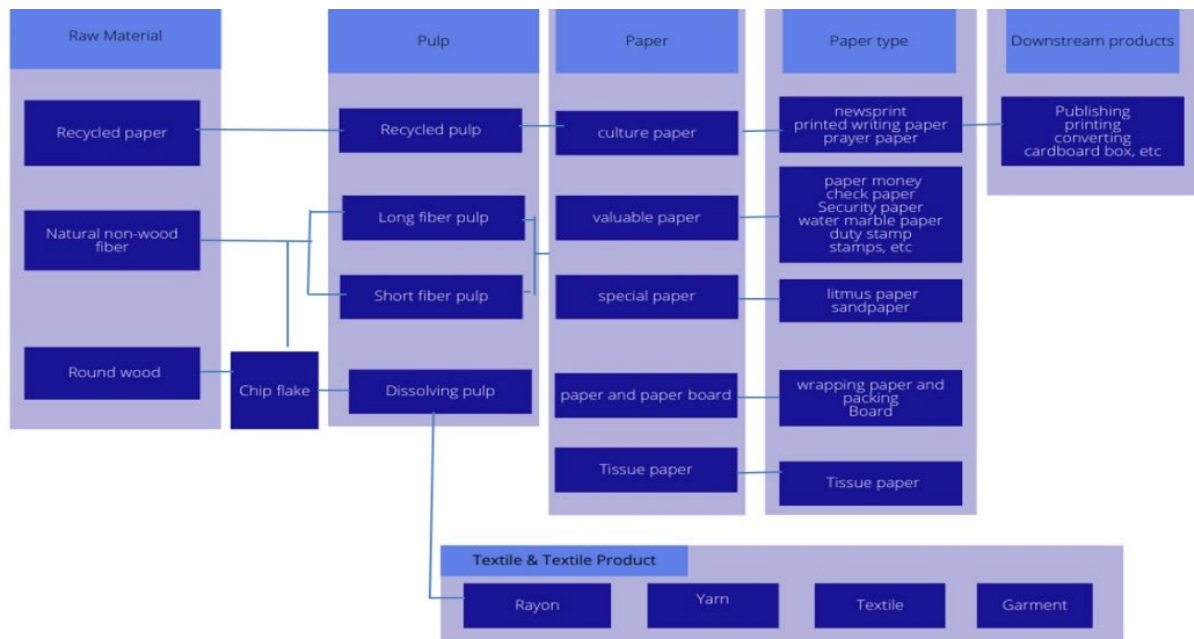 Raw Material
Pulp
Paper
Paper type
Downstream products
Recycled paper
Recycled pulp
culture paper
newsprint
printed writing paper
prayer paper
Publishing
printing
converting
cardboard box, etc
Natural non-wood
fiber
Long fiber pulp
Short fiber pulp
valuable paper
paper money
check paper
Security paper
water marble paper
duty stamp
stamps, etc
special paper
litmus paper
sandpaper
Round wood
Chip flake
Dissolving pulp
paper and paper board
wrapping paper and
packing
Board
Tissue paper
Tissue paper
Textile & Textile Product
Rayon
Yarn
Textile
Garment